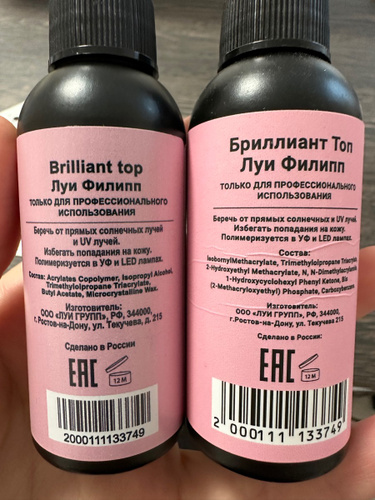 Brilliant top
Луи Филипп
ТОЛЬКО ДЛЯ ПРОФЕССИОНАЛЬНОГО
ИСПОЛЬЗОВАНИЯ
Беречь от прямых солнечных лучей
и UV лучей.
Избегать попадания на кожу.
Полимеризуется в УФ и LED лампах.
Состав: Acrylates Copolymer, Isopropyl Alcohol,
Trimethylolpropane Triacrylate,
Butyl Acetate, Microcrystalline Wax.
Изготовитель:
ООО «ЛУИ ГРУПП», РФ, 344000,
г.Ростов-на-Дону, ул. Текучева, д. 215
Сделано в России
EAC
12 M
2000111133749
Бриллиант Топ
Луи Филипп
ТОЛЬКО ДЛЯ ПРОФЕССИОНАЛЬНОГО
ИСПОЛЬЗОВАНИЯ
Беречь от прямых солнечных и UV лучей.
Избегать попадания на кожу.
Полимеризуется в УФ и LED лампах.
Состав:
IsobornylMethacrylate, Trimethylolpropane Triacrylate,
2-Hydroxyethyl Methacrylate, N, N-Dimethylacrylamide
1-Hydroxycyclohexyl Phenyl Ketone, Bis
(2-Methacryloxyethyl) Phosphate, Carboxybenzo
Изготовитель:
ООО «ЛУИ ГРУПП», РФ, 344000,
г.Ростов-на-Дону, ул. Текучева 215
Сделано в России:
EAC
12 M
2 000111 133749